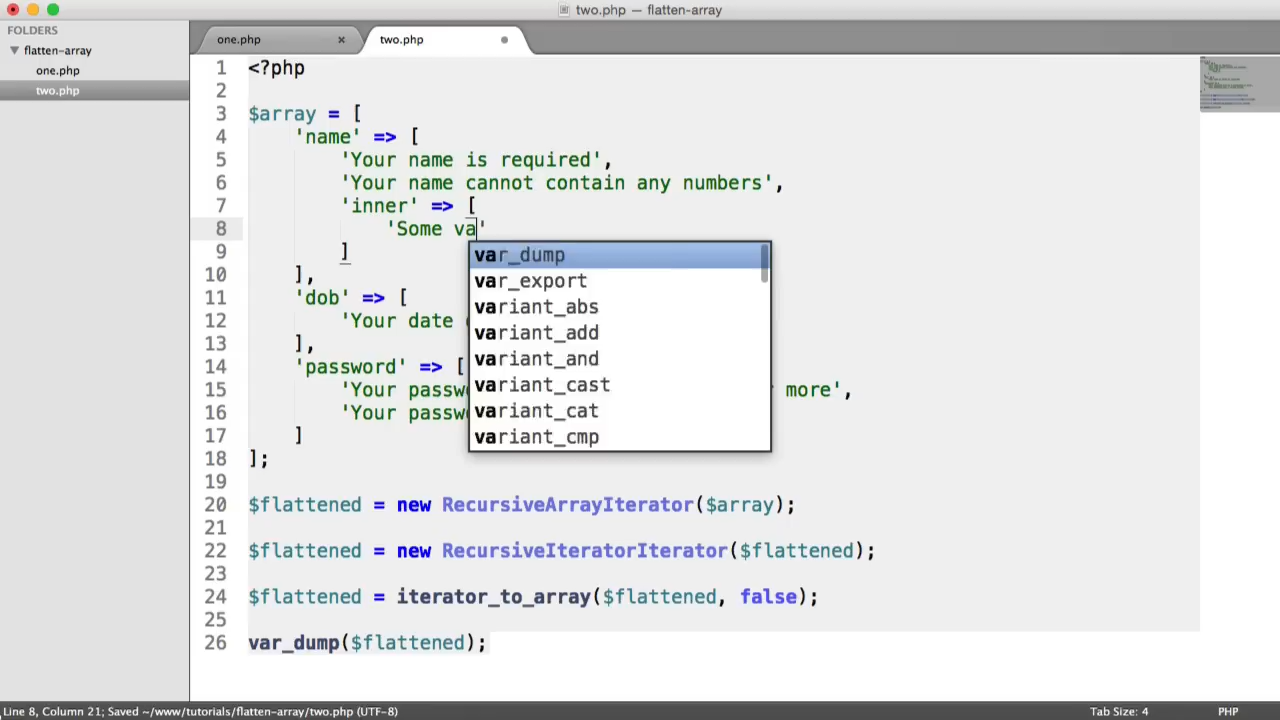 two.php — flatten-array
FOLDERS
flatten-array
one.php
two.php
one.php
two.php
1 <?php
2
3 $array = [
4 'name' => [
5 'Your name is required',
6 'Your name cannot contain any numbers',
7 'inner' => [
8 'Some va'
9 ]
10 ],
11 'dob' => [
12 'Your date
13 ],
14 'password' => [
15 'Your passw more',
16 'Your passw
17 ]
18 ];
19
20 $flattened = new RecursiveArrayIterator($array);
21
22 $flattened = new RecursiveIteratorIterator($flattened);
23
24 $flattened = iterator_to_array($flattened, false);
25
26 var_dump($flattened);
var_dump
var_export
variant_abs
variant_add
variant_and
variant_cast
variant_cat
variant_cmp
Line 8, Column 21; Saved ~/www/tutorials/flatten-array/two.php (UTF-8)
Tab Size: 4
PHP